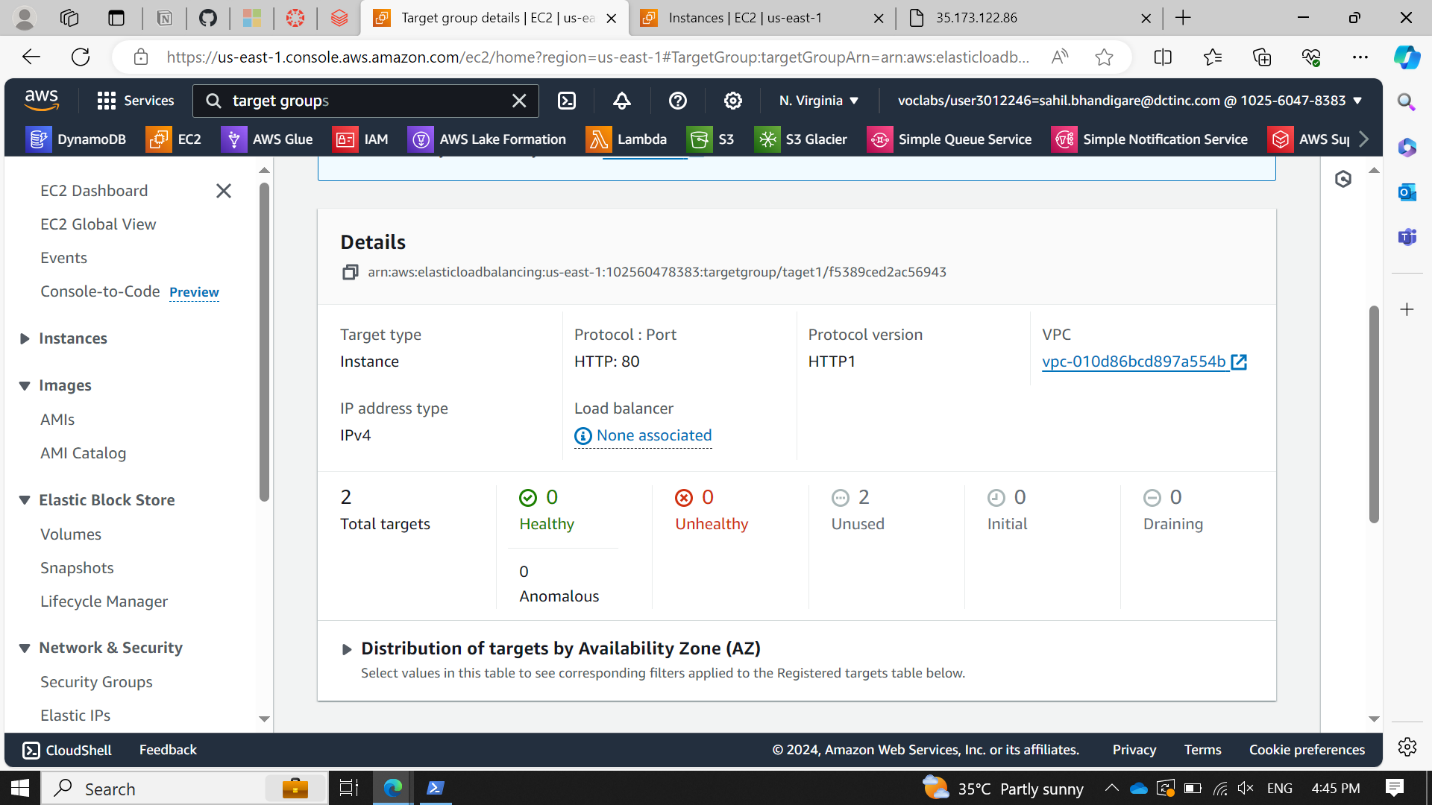 Target group details | EC2 | us-ea
Instances | EC2 | us-east-1
35.173.122.86
https://us-east-1.console.aws.amazon.com/ec2/home?region=us-east-1#TargetGroup:targetGroupArn=arn:aws:elasticloadb...
aws
Services
target groups
N. Virginia
voclabs/user3012246=sahil.bhandigare@dctinc.com @ 1025-6047-8383
DynamoDB
EC2
AWS Glue
IAM
AWS Lake Formation
Lambda
S3
S3 Glacier
Simple Queue Service
Simple Notification Service
AWS Sup
EC2 Dashboard
EC2 Global View
Events
Console-to-Code Preview
Instances
Images
AMIs
AMI Catalog
Elastic Block Store
Volumes
Snapshots
Lifecycle Manager
Network & Security
Security Groups
Elastic IPs
Details
arn:aws:elasticloadbalancing:us-east-1:102560478383:targetgroup/taget1/f5389ced2ac56943
Target type
Instance
Protocol : Port
HTTP: 80
Protocol version
HTTP1
VPC
vpc-010d86bcd897a554b
IP address type
IPv4
Load balancer
None associated
2
Total targets
0
Healthy
0
Anomalous
0
Unhealthy
2
Unused
0
Initial
0
Draining
Distribution of targets by Availability Zone (AZ)
Select values in this table to see corresponding filters applied to the Registered targets table below.
CloudShell
Feedback
© 2024, Amazon Web Services, Inc. or its affiliates.
Privacy
Terms
Cookie preferences
Search
35°C Partly sunny
ENG
4:45 PM